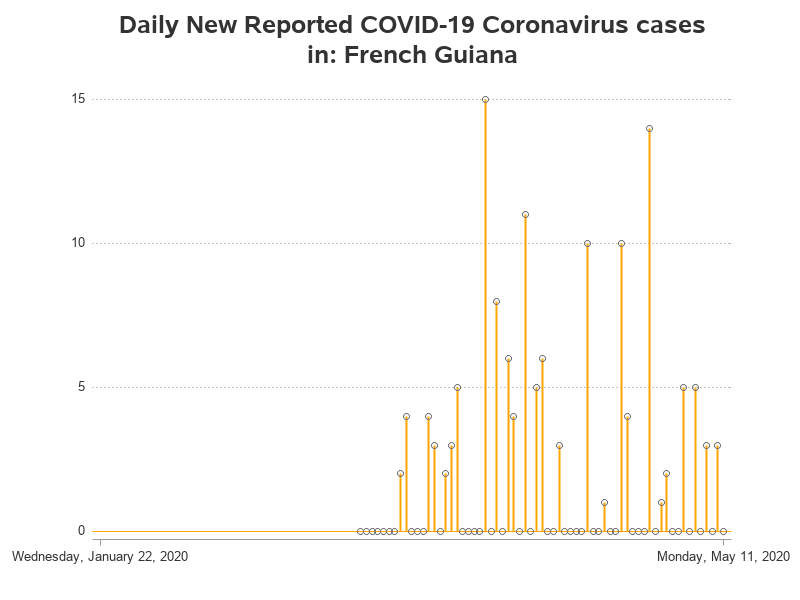 Daily New Reported COVID-19 Coronavirus cases
in: French Guiana
15
10
5
0
Wednesday, January 22, 2020 Monday, May 11, 2020